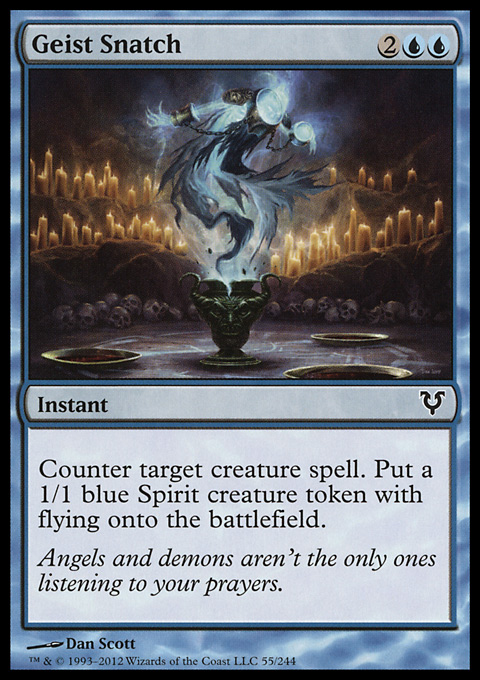 Geist Snatch 2
Instant
Counter target creature spell. Put a
1/1 blue Spirit creature token with
flying onto the battlefield.
Angels and demons aren't the only ones
listening to your prayers.
Dan Scott
™ & © 1993–2012 Wizards of the Coast LLC 55/244